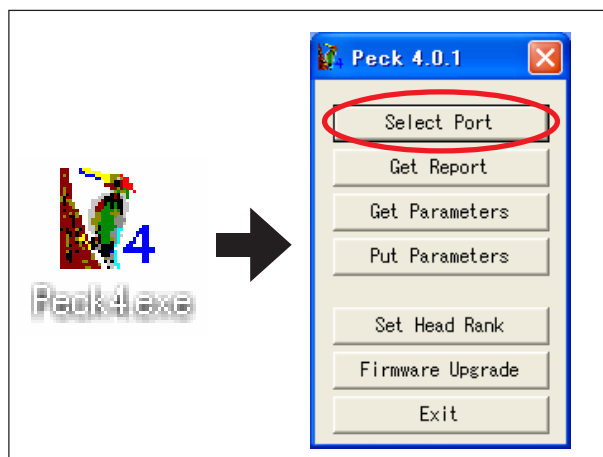 4
Peck4.exe
4 Peck 4.0.1
Select Port
Get Report
Get Parameters
Put Parameters
Set Head Rank
Firmware Upgrade
Exit